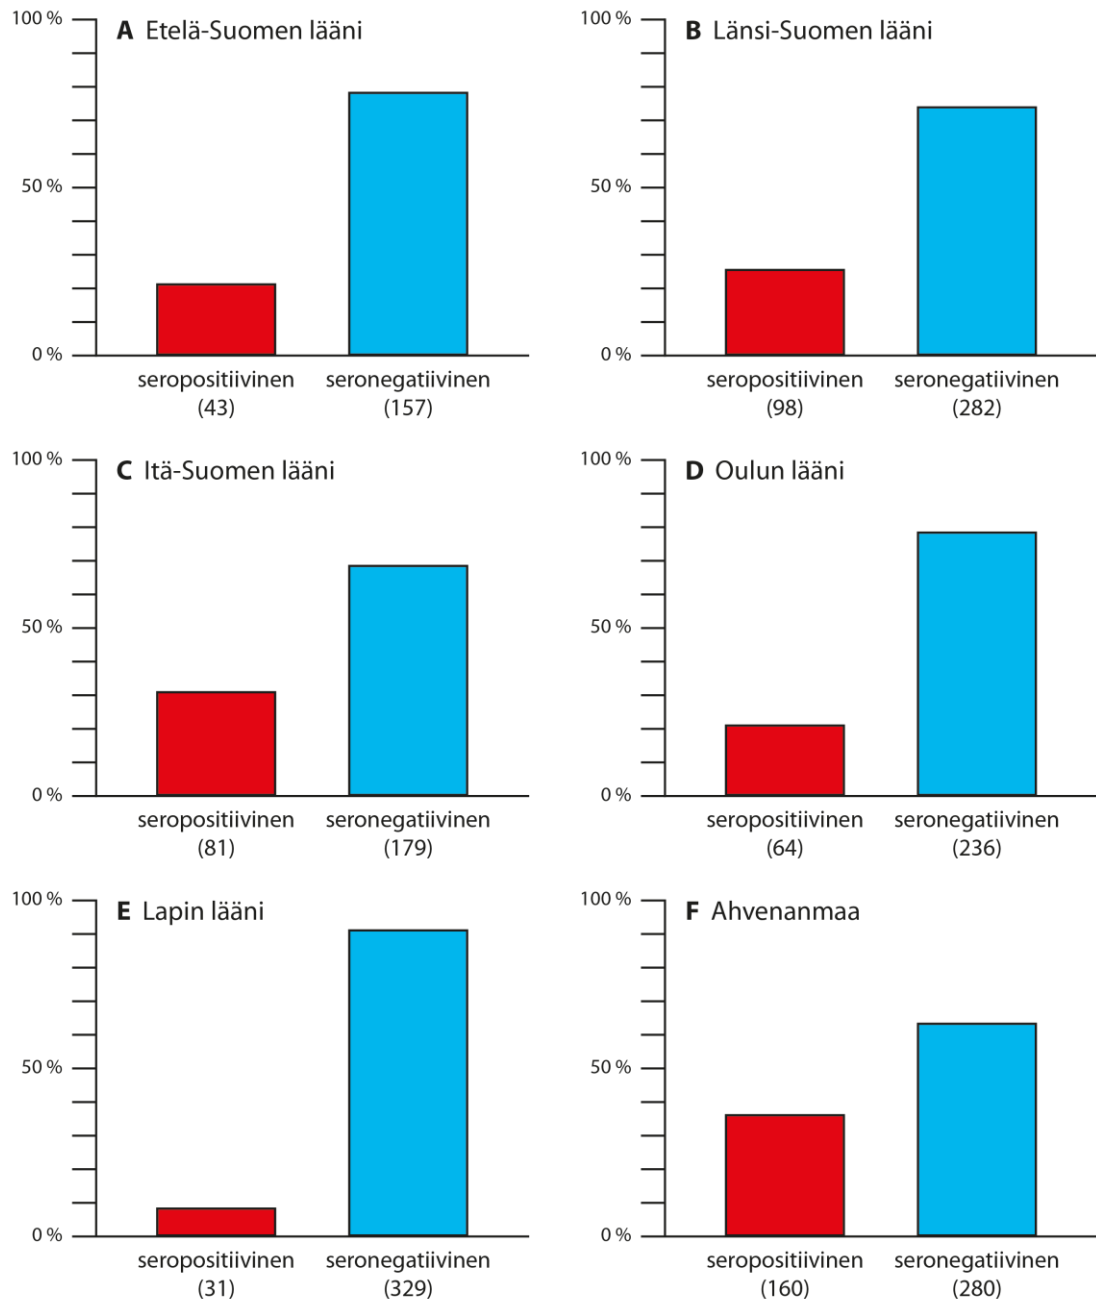 100 %
A Etelä-Suomen lääni
50 %
0 %
seropositiivinen seronegatiivinen
(43) (157)
100 %
B Länsi-Suomen lääni
50 %
0 %
seropositiivinen seronegatiivinen
(98) (282)
100 %
C Itä-Suomen lääni
50 %
0 %
seropositiivinen seronegatiivinen
(81) (179)
100 %
D Oulun lääni
50 %
0 %
seropositiivinen seronegatiivinen
(64) (236)
100 %
E Lapin lääni
50 %
0 %
seropositiivinen seronegatiivinen
(31) (329)
100 %
F Ahvenanmaa
50 %
0 %
seropositiivinen seronegatiivinen
(160) (280)